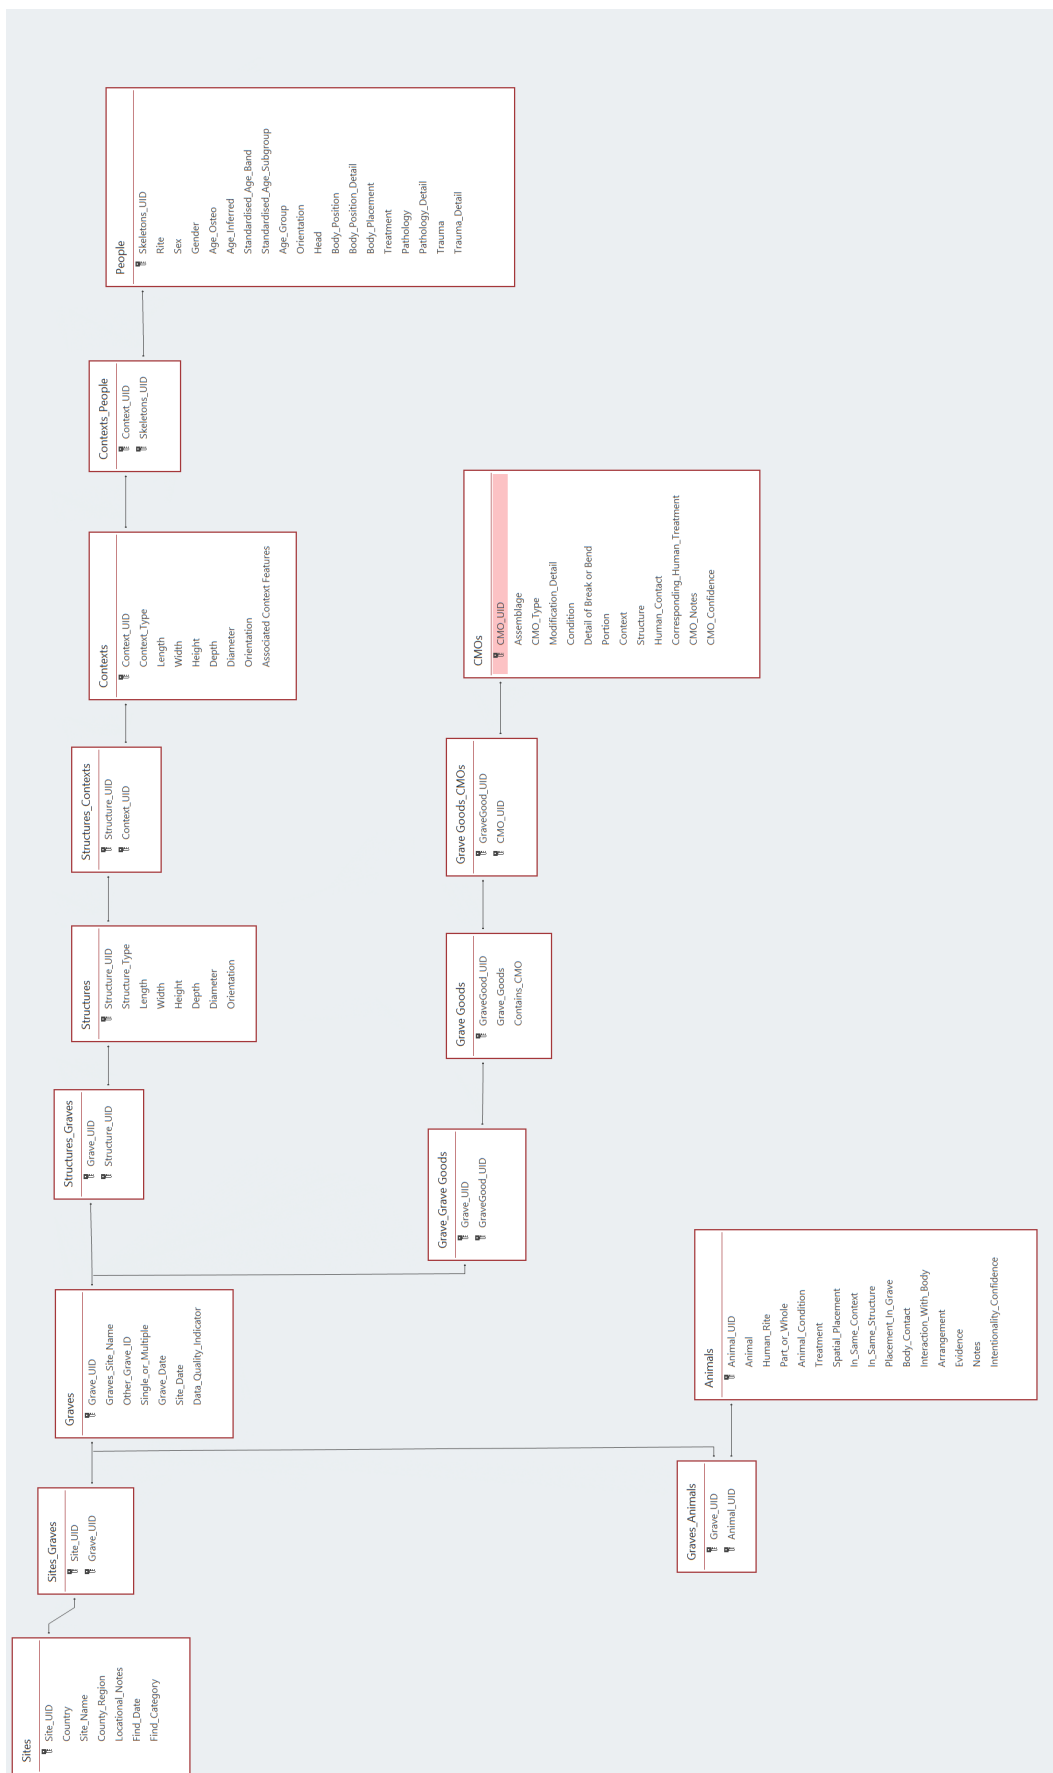 Sites
Site_UID
Country
Site_Name
County_Region
Locational_Notes
Find_Date
Find_Category
Sites_Graves
Site_UID
Grave_UID
Graves
Grave_UID
Graves_Site_Name
Other_Grave_ID
Single_or_Multiple
Grave_Date
Site_Date
Data_Quality_Indicator
Structures_Graves
Grave_UID
Structure_UID
Structures
Structure_UID
Structure_Type
Length
Width
Height
Depth
Diameter
Orientation
Structures_Contexts
Structure_UID
Context_UID
Contexts
Context_UID
Context_Type
Length
Width
Height
Depth
Diameter
Orientation
Associated Context Features
Contexts_People
Context_UID
Skeletons_UID
People
Skeletons_UID
Rite
Sex
Gender
Age_Osteo
Age_Inferred
Standardised_Age_Band
Standardised_Age_Subgroup
Age_Group
Orientation
Head
Body_Position
Body_Position_Detail
Body_Placement
Treatment
Pathology
Pathology_Detail
Trauma
Trauma_Detail
Grave_Grave Goods
Grave_UID
GraveGood_UID
Grave Goods
GraveGood_UID
Grave_Goods
Contains_CMO
Grave Goods_CMOs
GraveGood_UID
CMO_UID
CMOs
CMO_UID
Assemblage
CMO_Type
Modification_Detail
Condition
Detail of Break or Bend
Portion
Context
Structure
Human_Contact
Corresponding_Human_Treatment
CMO_Notes
CMO_Confidence
Graves_Animals
Grave_UID
Animal_UID
Animals
Animal_UID
Animal
Human_Rite
Part_or_Whole
Animal_Condition
Treatment
Spatial_Placement
In_Same_Context
In_Same_Structure
Placement_In_Grave
Body_Contact
Interaction_With_Body
Arrangement
Evidence
Notes
Intentionality_Confidence